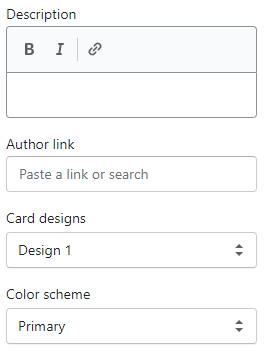 Description
B I
Author link
Paste a link or search
Card designs
Design 1
Color scheme
Primary